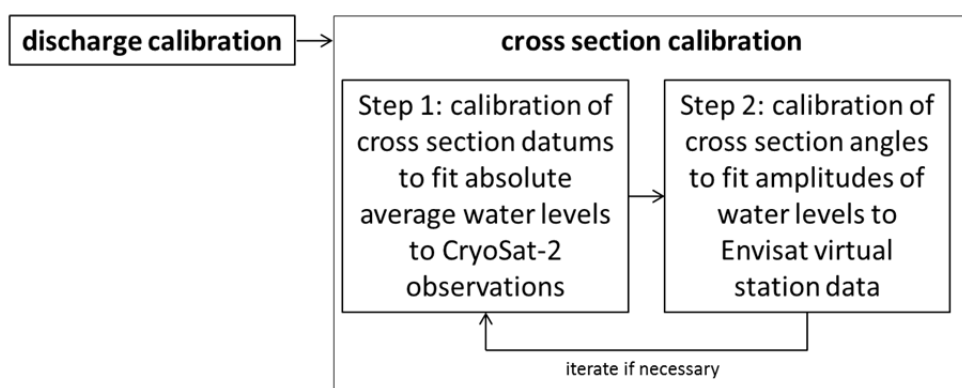 discharge calibration
cross section calibration
Step 1: calibration of
cross section datums
to fit absolute
average water levels
to CryoSat-2
observations
Step 2: calibration of
cross section angles
to fit amplitudes of
water levels to
Envisat virtual
station data
iterate if necessary